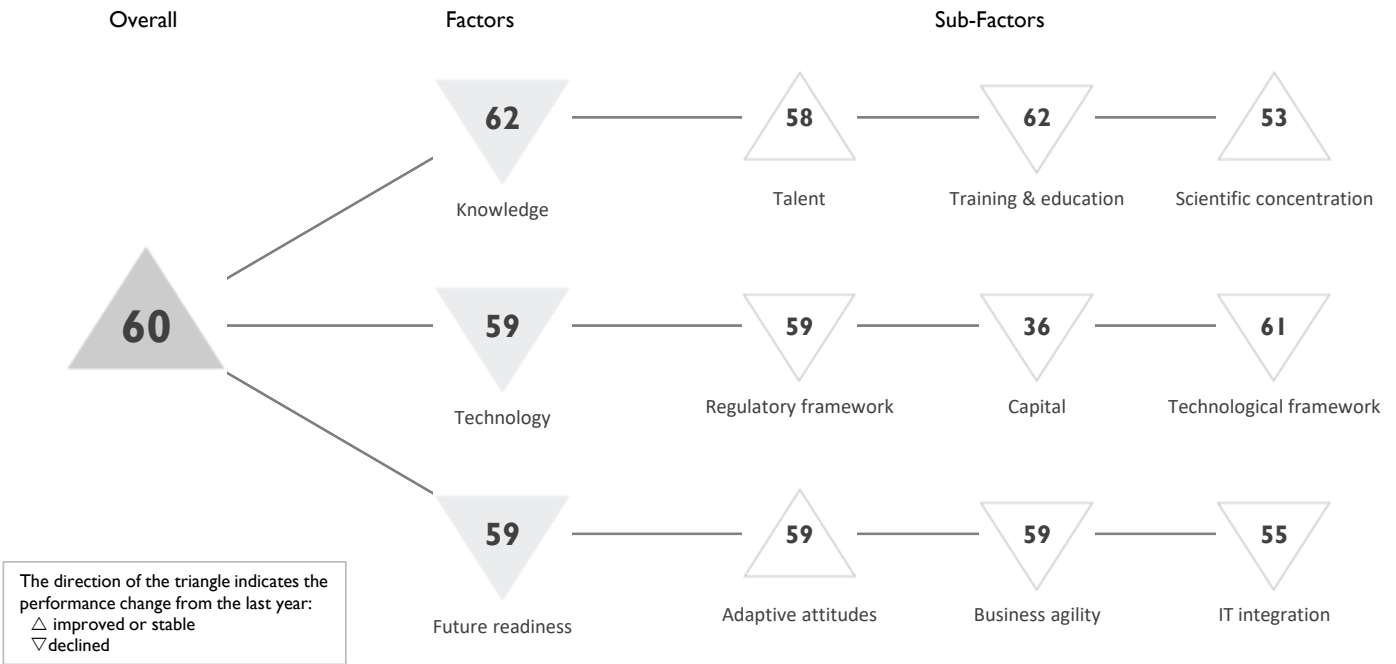 Overall
Factors
Sub-Factors
62
58
62
53
Knowledge
Talent
Training & education
Scientific concentration
60
59
59
36
61
Technology
Regulatory framework
Capital
Technological framework
59
59
59
55
Future readiness
Adaptive attitudes
Business agility
IT integration
The direction of the triangle indicates the
performance change from the last year:
△ improved or stable
▽declined